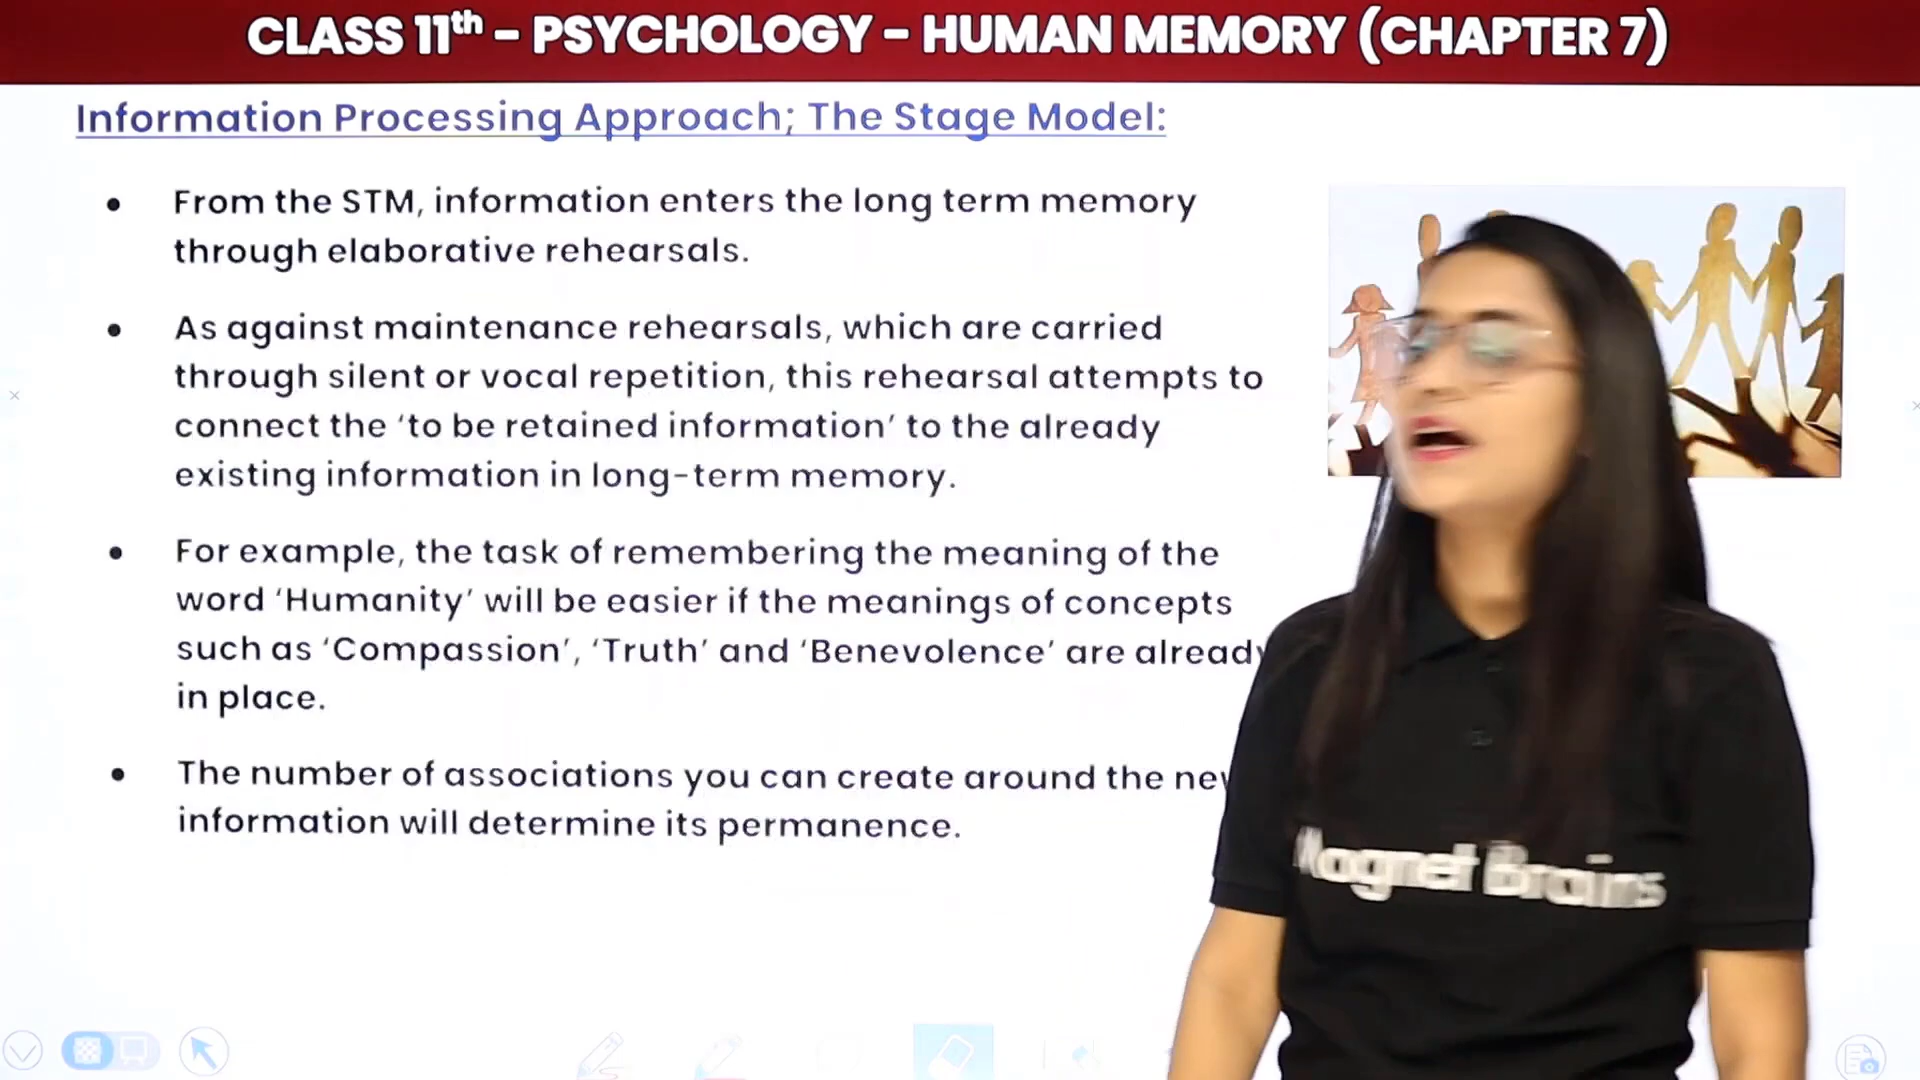 CLASS 11th – PSYCHOLOGY – HUMAN MEMORY (CHAPTER 7)
Information Processing Approach; The Stage Model:
• From the STM, information enters the long term memory
through elaborative rehearsals.
• As against maintenance rehearsals, which are carried
through silent or vocal repetition, this rehearsal attempts to
connect the ‘to be retained information’ to the already
existing information in long-term memory.
• For example, the task of remembering the meaning of the
word ‘Humanity’ will be easier if the meanings of concepts
such as ‘Compassion’, ‘Truth’ and ‘Benevolence’ are already
in place.
• The number of associations you can create around the new
information will determine its permanence.
Magnet Brains